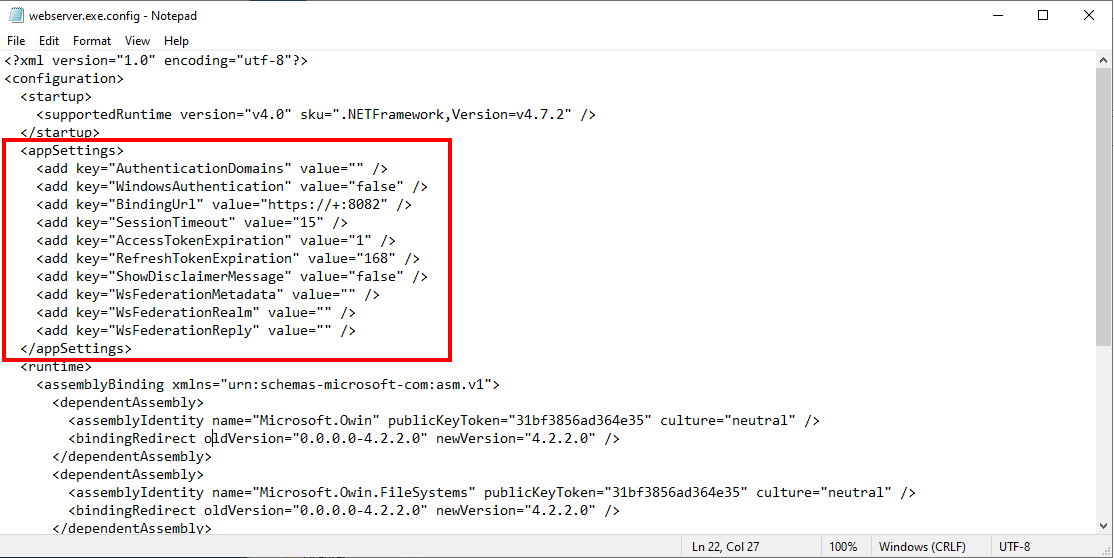 webserver.exe.config - Notepad
File Edit Format View Help
<?xml version="1.0" encoding="utf-8"?>
<configuration>
  <startup>
    <supportedRuntime version="v4.0" sku=".NETFramework,Version=v4.7.2" />
  </startup>
  <appSettings>
    <add key="AuthenticationDomains" value="" />
    <add key="WindowsAuthentication" value="false" />
    <add key="BindingUrl" value="https://+:8082" />
    <add key="SessionTimeout" value="15" />
    <add key="AccessTokenExpiration" value="1" />
    <add key="RefreshTokenExpiration" value="168" />
    <add key="ShowDisclaimerMessage" value="false" />
    <add key="WsFederationMetadata" value="" />
    <add key="WsFederationRealm" value="" />
    <add key="WsFederationReply" value="" />
  </appSettings>
  <runtime>
    <assemblyBinding xmlns="urn:schemas-microsoft-com:asm.v1">
      <dependentAssembly>
        <assemblyIdentity name="Microsoft.Owin" publicKeyToken="31bf3856ad364e35" culture="neutral" />
        <bindingRedirect oldVersion="0.0.0.0-4.2.2.0" newVersion="4.2.2.0" />
      </dependentAssembly>
      <dependentAssembly>
        <assemblyIdentity name="Microsoft.Owin.FileSystems" publicKeyToken="31bf3856ad364e35" culture="neutral" />
        <bindingRedirect oldVersion="0.0.0.0-4.2.2.0" newVersion="4.2.2.0" />
      </dependentAssembly>
Ln 22, Col 27 100% Windows (CRLF) UTF-8